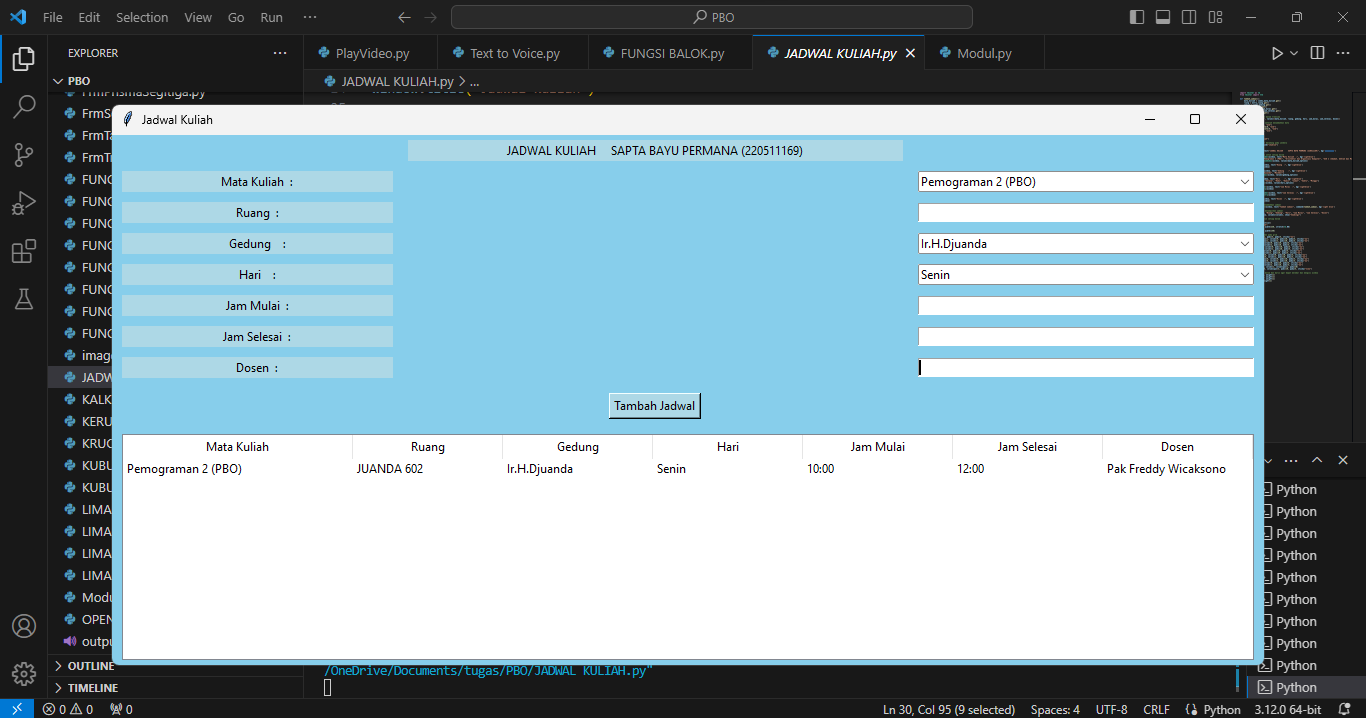 File Edit Selection View Go Run ··· PBO
EXPLORER ···
PlayVideo.py Text to Voice.py FUNGSI BALOK.py JADWAL KULIAH.py Modul.py
PBO
JADWAL KULIAH.py > ...
Jadwal Kuliah
JADWAL KULIAH SAPTA BAYU PERMANA (220511169)
Mata Kuliah : Pemograman 2 (PBO)
Ruang :
Gedung : Ir.H.Djuanda
Hari : Senin
Jam Mulai :
Jam Selesai :
Dosen :
Tambah Jadwal
Mata Kuliah Ruang Gedung Hari Jam Mulai Jam Selesai Dosen
Pemograman 2 (PBO) JUANDA 602 Ir.H.Djuanda Senin 10:00 12:00 Pak Freddy Wicaksono
FrmS
FrmTa
FrmTr
FUNG
FUNG
FUNG
FUNG
FUNG
FUNG
FUNG
FUNG
imag
JADW
KALK
KERU
KRUC
KUBU
KUBU
LIMA
LIMA
LIMA
LIMA
Modu
OPEN
outpu
OUTLINE
TIMELINE
Python
Python
Python
Python
Python
Python
Python
Python
Python
Python
/OneDrive/Documents/tugas/PBO/JADWAL KULIAH.py"
0 0 0 Ln 30, Col 95 (9 selected) Spaces: 4 UTF-8 CRLF Python 3.12.0 64-bit